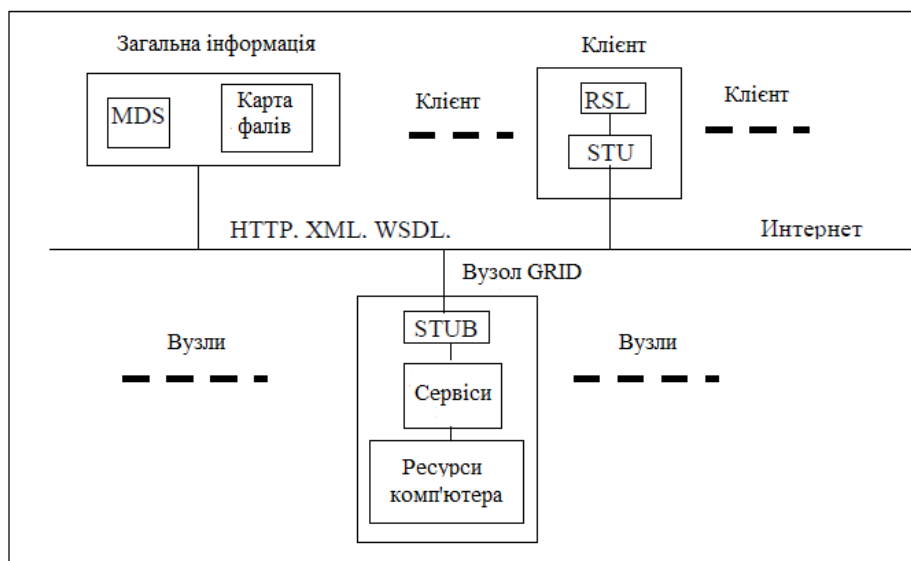 Загальна інформація
Клієнт
MDS
Карта
фалів
Клієнт
RSL
Клієнт
STU
HTTP. XML. WSDL.
Интернет
Вузол GRID
STUB
Вузли
Вузли
Сервіси
Ресурси
комп'ютера